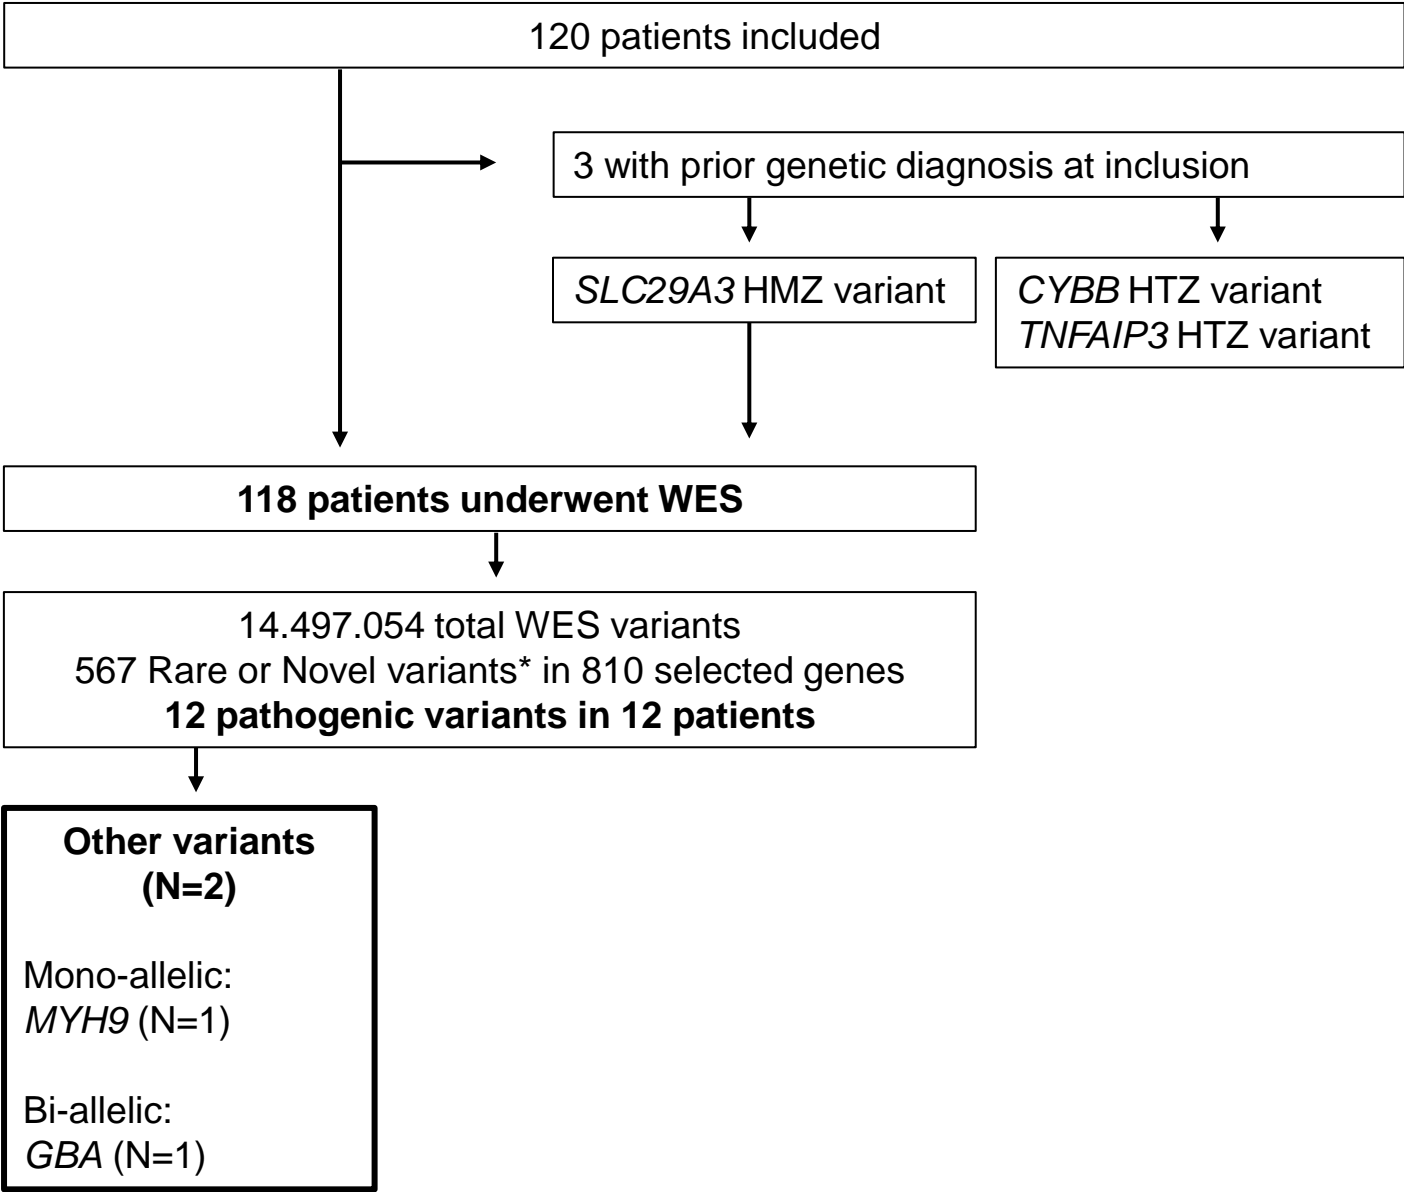 120 patients included
3 with prior genetic diagnosis at inclusion
SLC29A3 HMZ variant
CYBB HTZ variant
TNFAIP3 HTZ variant
118 patients underwent WES
14.497.054 total WES variants
567 Rare or Novel variants* in 810 selected genes
12 pathogenic variants in 12 patients
Other variants
(N=2)
Mono-allelic:
MYH9 (N=1)
Bi-allelic:
GBA (N=1)